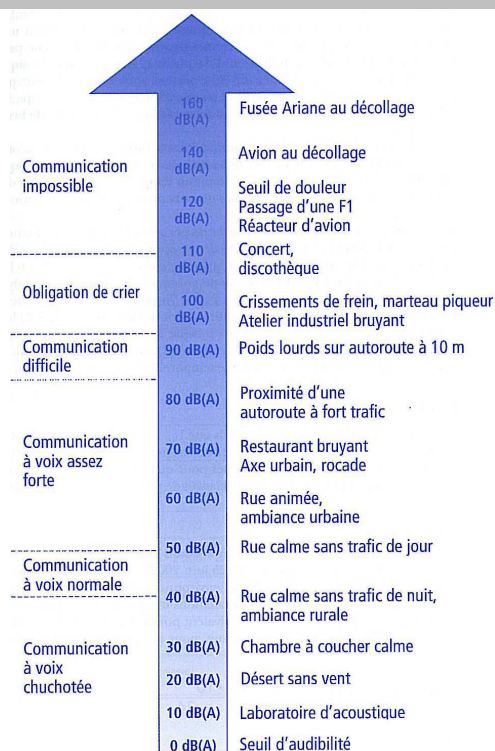 160
dB(A)
Fusée Ariane au décollage
140
dB(A)
Avion au décollage
Communication
impossible
120
dB(A)
Seuil de douleur
Passage d'une F1
Réacteur d'avion
110
dB(A)
Concert,
discothèque
Obligation de crier
100
dB(A)
Crissements de frein, marteau piqueur
Atelier industriel bruyant
Communication
difficile
90 dB(A)
Poids lourds sur autoroute à 10 m
80 dB(A)
Proximité d'une
autoroute à fort trafic
Communication
à voix assez
forte
70 dB(A)
Restaurant bruyant
Axe urbain, rocade
60 dB(A)
Rue animée,
ambiance urbaine
50 dB(A)
Rue calme sans trafic de jour
Communication
à voix normale
40 dB(A)
Rue calme sans trafic de nuit,
ambiance rurale
Communication
à voix
chuchotée
30 dB(A)
Chambre à coucher calme
20 dB(A)
Désert sans vent
10 dB(A)
Laboratoire d'acoustique
0 dB(A)
Seuil d'audibilité